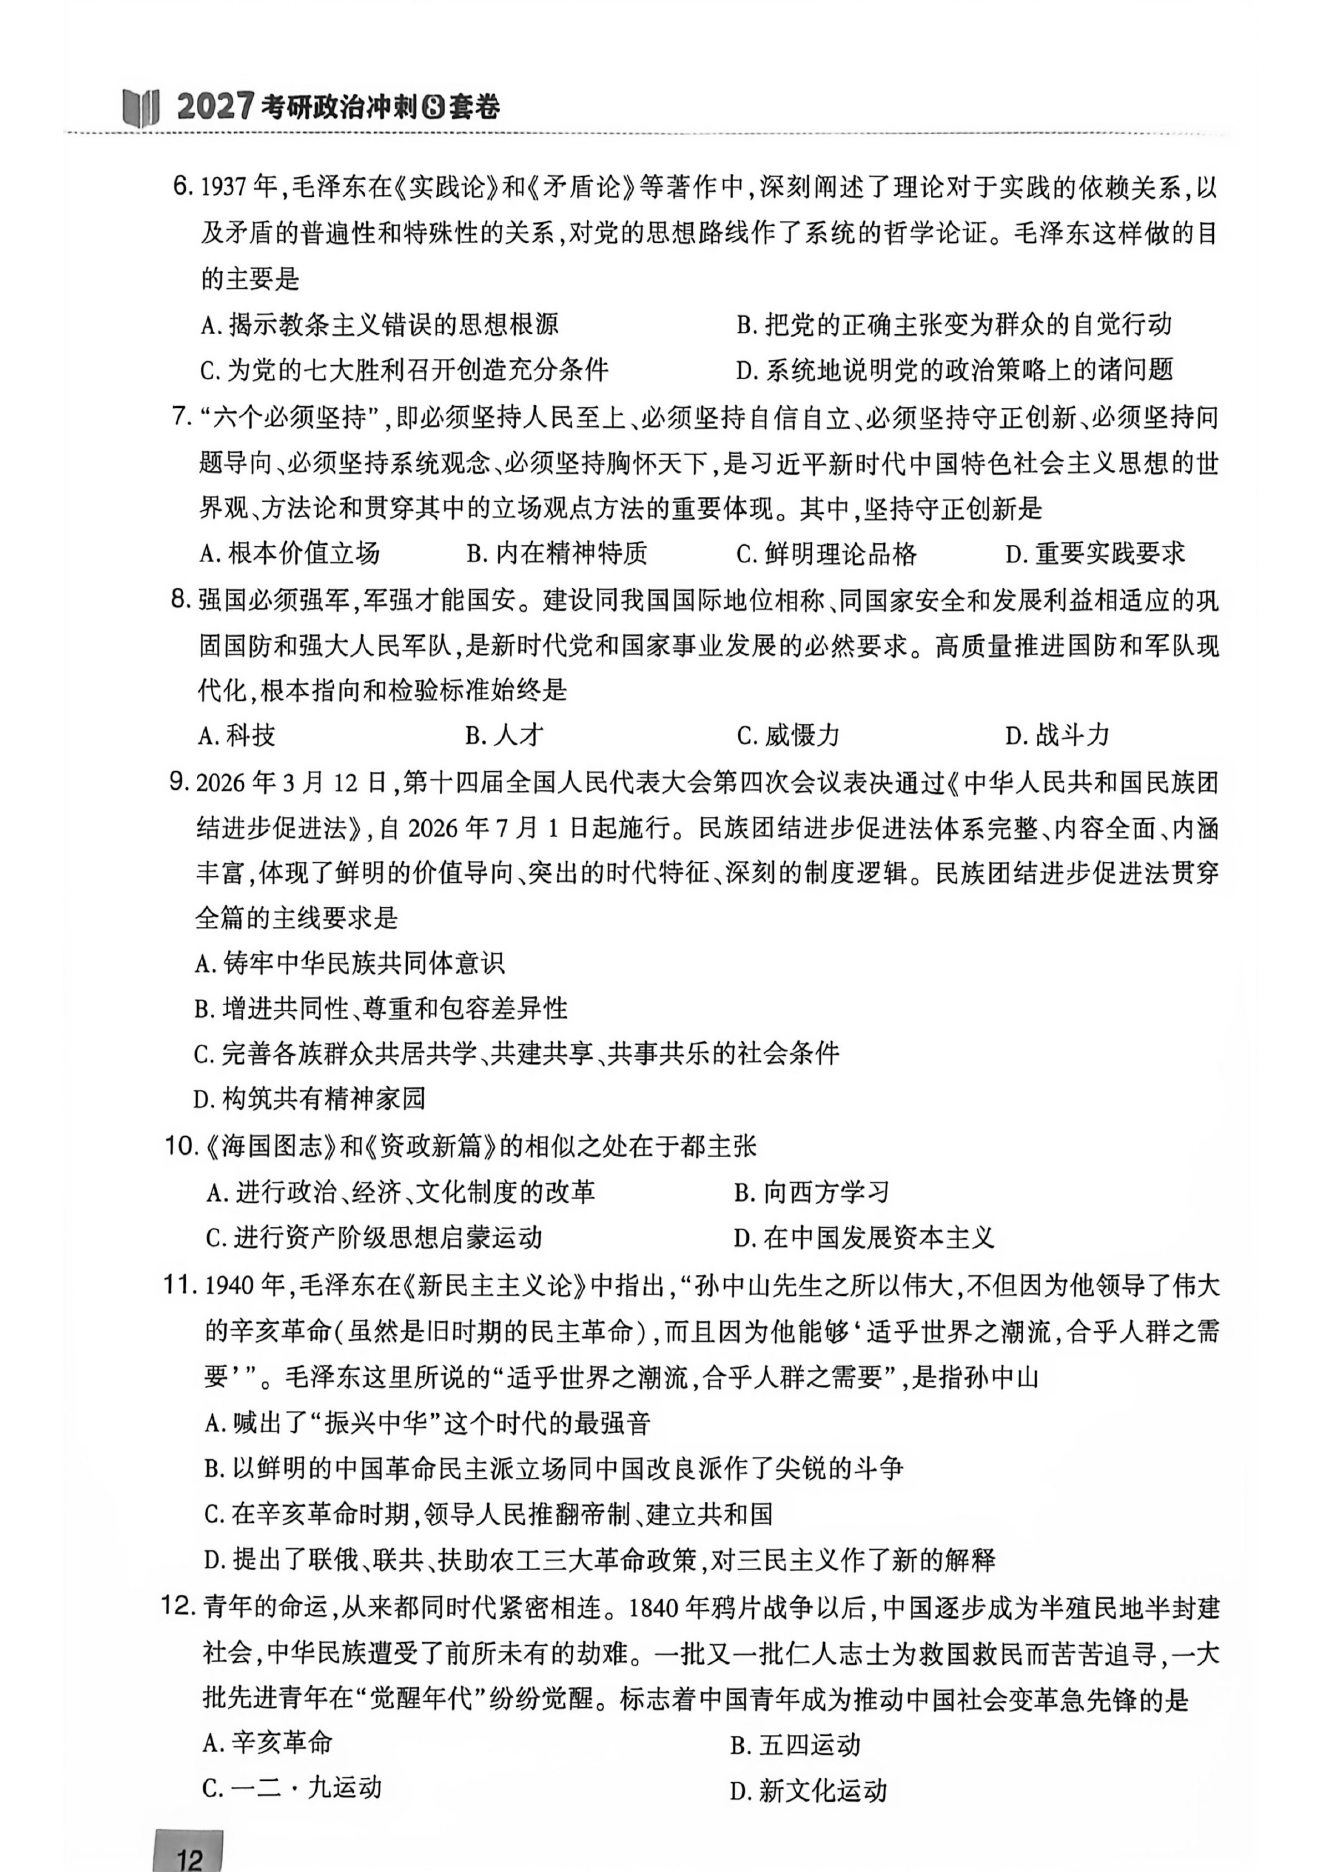 2027考研政治冲刺8套卷
6. 1937年,毛泽东在《实践论》和《矛盾论》等著作中,深刻阐述了理论对于实践的依赖关系,以
及矛盾的普遍性和特殊性的关系,对党的思想路线作了系统的哲学论证。毛泽东这样做的目
的主要是
A. 揭示教条主义错误的思想根源 B. 把党的正确主张变为群众的自觉行动
C. 为党的七大胜利召开创造充分条件 D. 系统地说明党的政治策略上的诸问题
7. “六个必须坚持”,即必须坚持人民至上、必须坚持自信自立、必须坚持守正创新、必须坚持问
题导向、必须坚持系统观念、必须坚持胸怀天下,是习近平新时代中国特色社会主义思想的世
界观、方法论和贯穿其中的立场观点方法的重要体现。其中,坚持守正创新是
A. 根本价值立场 B. 内在精神特质 C. 鲜明理论品格 D. 重要实践要求
8. 强国必须强军,军强才能国安。建设同我国国际地位相称、同国家安全和发展利益相适应的巩
固国防和强大人民军队,是新时代党和国家事业发展的必然要求。高质量推进国防和军队现
代化,根本指向和检验标准始终是
A. 科技 B. 人才 C. 威慑力 D. 战斗力
9. 2026年3月12日,第十四届全国人民代表大会第四次会议表决通过《中华人民共和国民族团
结进步促进法》,自2026年7月1日起施行。民族团结进步促进法体系完整、内容全面、内涵
丰富,体现了鲜明的价值导向、突出的时代特征、深刻的制度逻辑。民族团结进步促进法贯穿
全篇的主线要求是
A. 铸牢中华民族共同体意识
B. 增进共同性、尊重和包容差异性
C. 完善各族群众共居共学、共建共享、共事共乐的社会条件
D. 构筑共有精神家园
10. 《海国图志》和《资政新篇》的相似之处在于都主张
A. 进行政治、经济、文化制度的改革 B. 向西方学习
C. 进行资产阶级思想启蒙运动 D. 在中国发展资本主义
11. 1940年,毛泽东在《新民主主义论》中指出,“孙中山先生之所以伟大,不但因为他领导了伟大
的辛亥革命(虽然是旧时期的民主革命),而且因为他能够‘适乎世界之潮流,合乎人群之需
要’”。毛泽东这里所说的“适乎世界之潮流,合乎人群之需要”,是指孙中山
A. 喊出了“振兴中华”这个时代的最强音
B. 以鲜明的中国革命民主派立场同中国改良派作了尖锐的斗争
C. 在辛亥革命时期,领导人民推翻帝制、建立共和国
D. 提出了联俄、联共、扶助农工三大革命政策,对三民主义作了新的解释
12. 青年的命运,从来都同时代紧密相连。1840年鸦片战争以后,中国逐步成为半殖民地半封建
社会,中华民族遭受了前所未有的劫难。一批又一批仁人志士为救国救民而苦苦追寻,一大
批先进青年在“觉醒年代”纷纷觉醒。标志着中国青年成为推动中国社会变革急先锋的是
A. 辛亥革命 B. 五四运动
C. 一二·九运动 D. 新文化运动
12